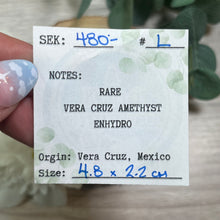 SEK: 480:- # L
NOTES:
RARE
VERA CRUZ AMETHYST
ENHYDRO
Orgin: Vera Cruz, Mexico
Size: 4.8 x 2.2 cm